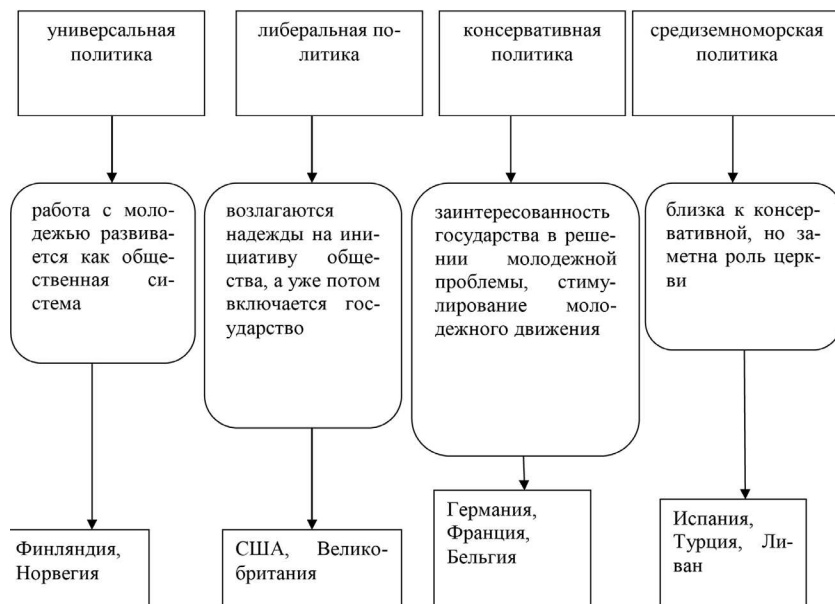 универсальная
политика
либеральная по-
литика
консервативная
политика
средиземноморская
политика
работа с моло-
дежью развива-
ется как обще-
ственная си-
стема
возлагаются
надежды на ини-
циативу обще-
ства, а уже потом
включается гос-
ударство
заинтересованность
государства в реше-
нии молодежной
проблемы, стиму-
лирование моло-
дежного движения
близка к консер-
вативной, но за-
метна роль церк-
ви
Финляндия,
Норвегия
США, Велико-
британия
Германия,
Франция,
Бельгия
Испания,
Турция, Ли-
ван